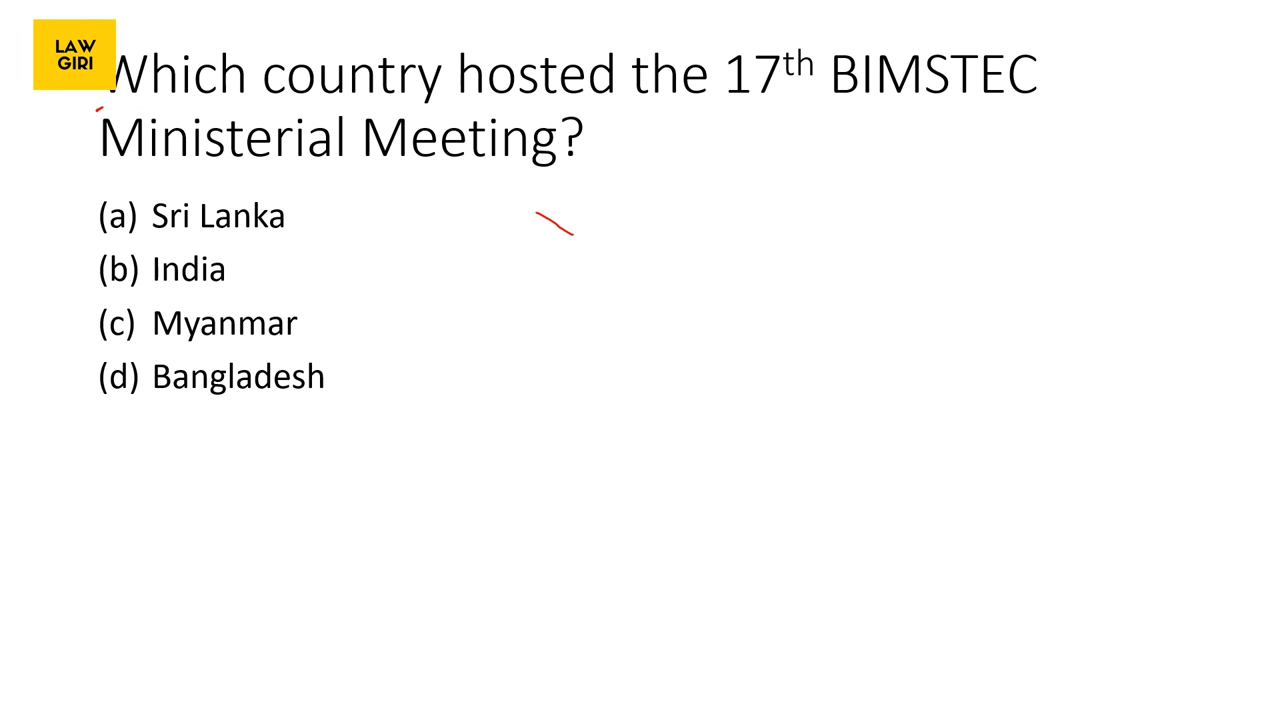 LAW
GIRI
Which country hosted the 17th BIMSTEC
Ministerial Meeting?
(a) Sri Lanka
(b) India
(c) Myanmar
(d) Bangladesh